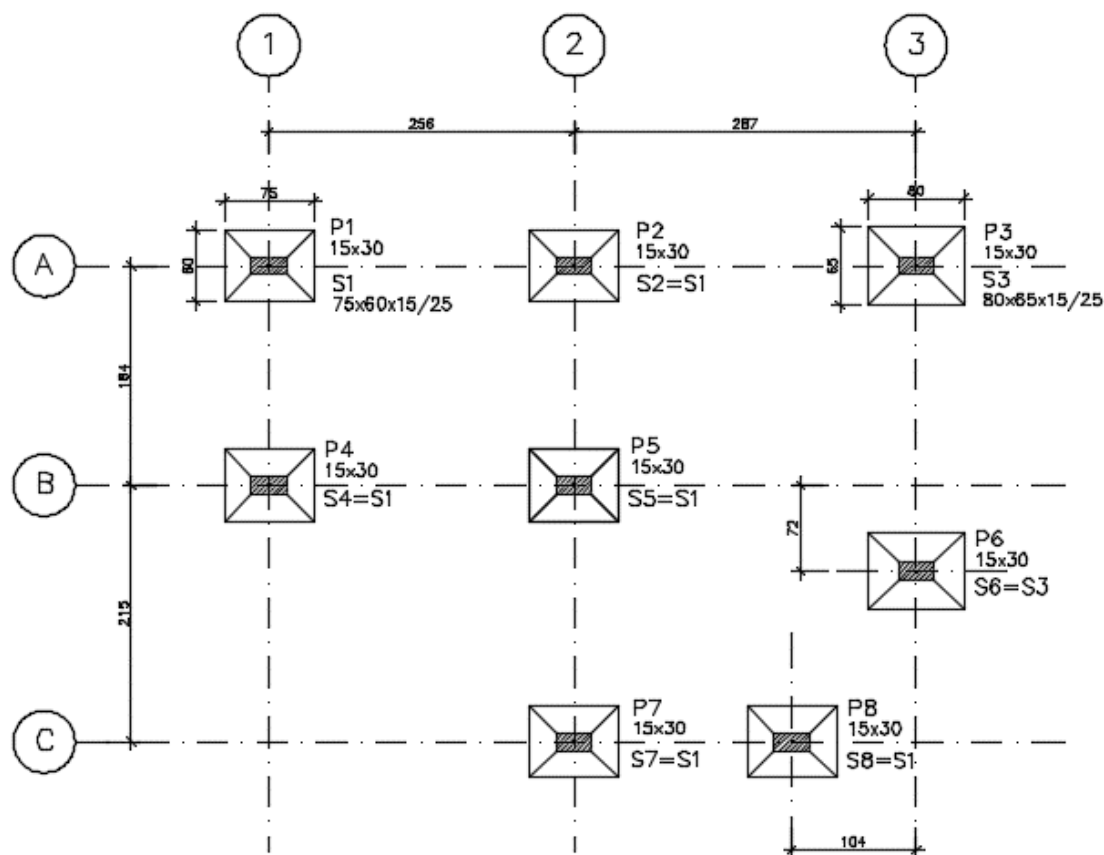 1
2
3
256
287
75
80
P1
15x30
P2
15x30
P3
15x30
A
60
65
S1
75x60x15/25
S2=S1
S3
80x65x15/25
184
P4
15x30
P5
15x30
B
S4=S1
S5=S1
72
P6
15x30
S6=S3
215
P7
15x30
P8
15x30
C
S7=S1
S8=S1
104